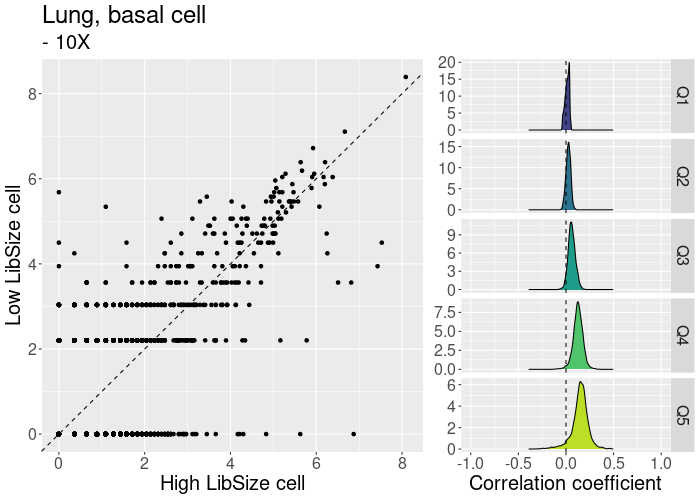 Lung, basal cell
- 10X
Low LibSize cell
8
6
4
2
0
0 2 4 6 8
High LibSize cell
20
15
10
5
0
Q1
15
10
5
0
Q2
9
6
3
0
Q3
7.5
5.0
2.5
0.0
Q4
6
4
2
0
Q5
-1.0 -0.5 0.0 0.5 1.0
Correlation coefficient